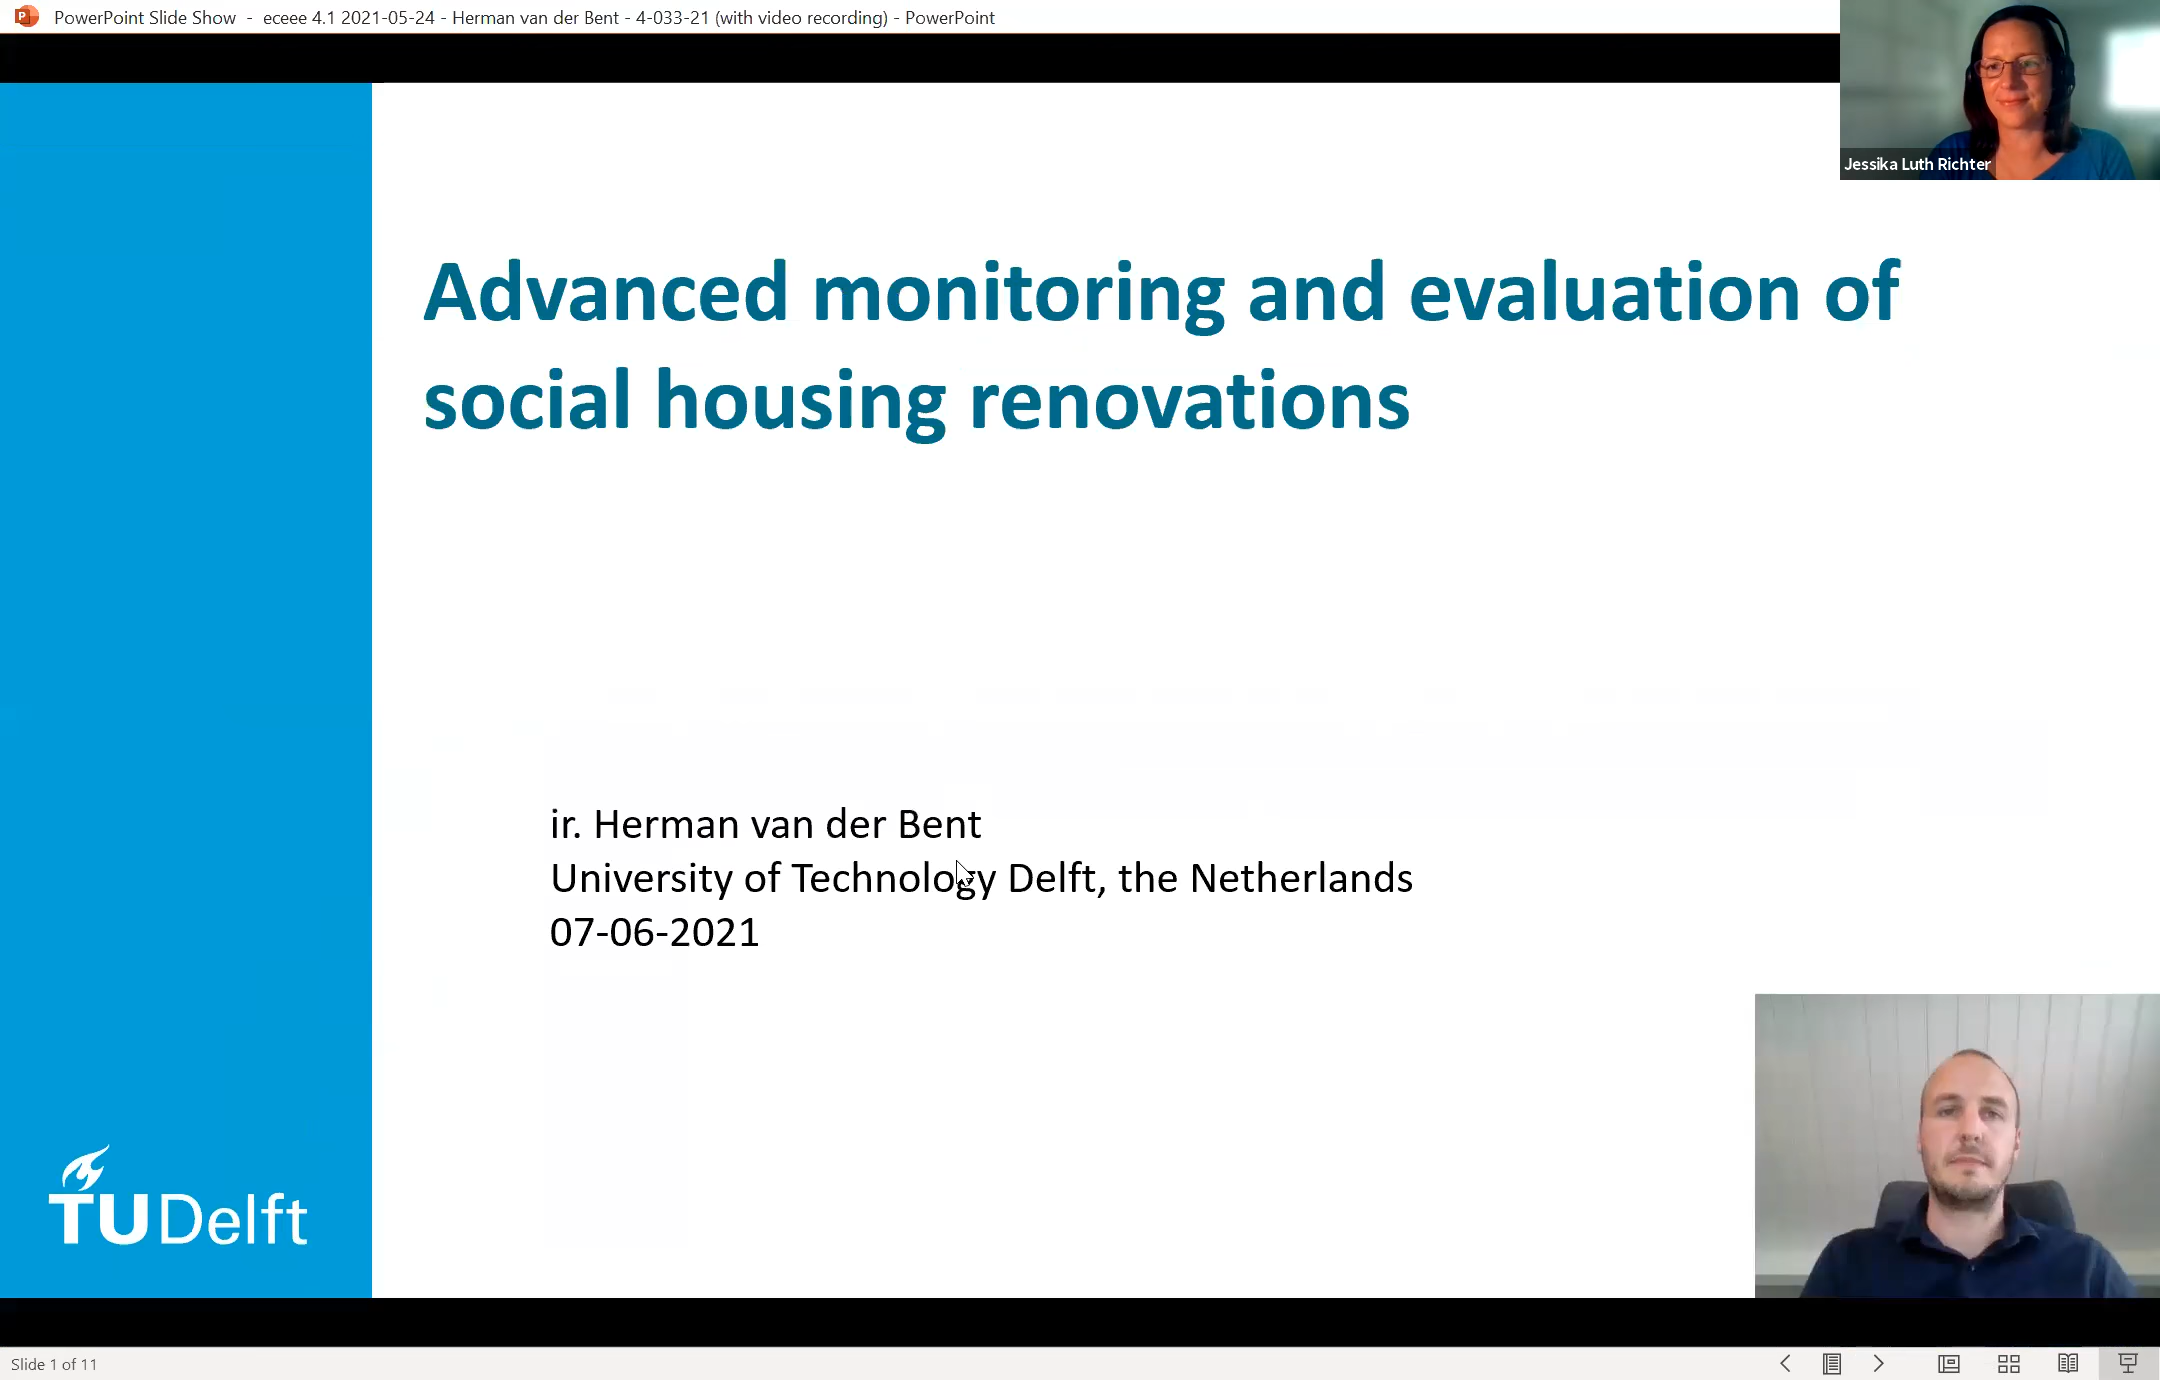 PowerPoint Slide Show - eceee 4.1 2021-05-24 - Herman van der Bent - 4-033-21 (with video recording) - PowerPoint
Jessika Luth Richter
Advanced monitoring and evaluation of
social housing renovations
ir. Herman van der Bent
University of Technology Delft, the Netherlands
07-06-2021
TUDelft
Slide 1 of 11